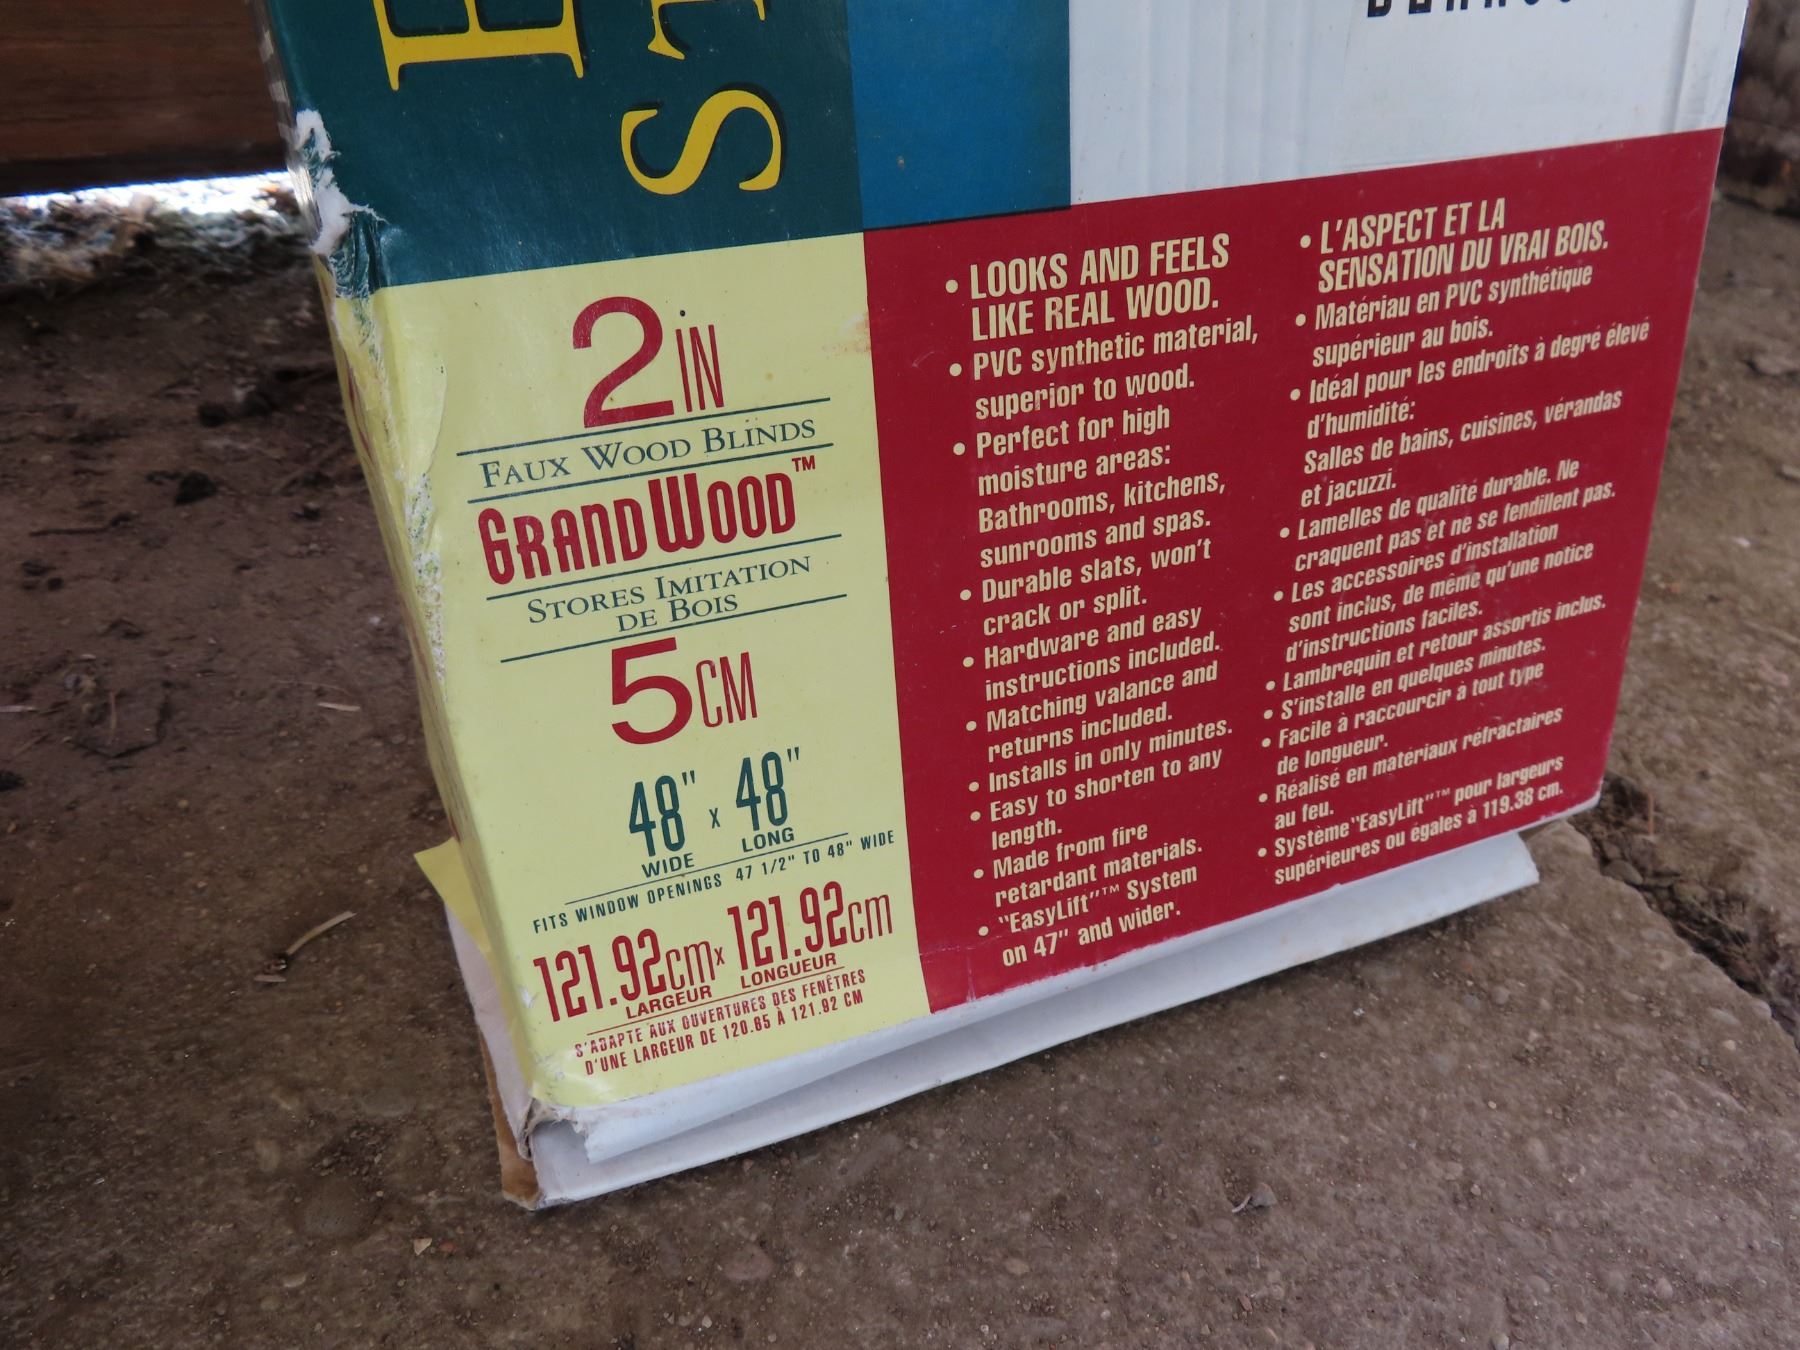 S
2 IN
FAUX WOOD BLINDS
GRANDWOOD™
STORES IMITATION
DE BOIS
5 CM
48" x 48"
WIDE LONG
FITS WINDOW OPENINGS 47 1/2" TO 48" WIDE
121.92cm x 121.92cm
LARGEUR LONGUEUR
S'ADAPTE AUX OUVERTURES DES FENÊTRES
D'UNE LARGEUR DE 120.65 À 121.92 CM
• LOOKS AND FEELS
LIKE REAL WOOD.
• PVC synthetic material,
superior to wood.
• Perfect for high
moisture areas:
Bathrooms, kitchens,
sunrooms and spas.
• Durable slats, won't
crack or split.
• Hardware and easy
instructions included.
• Matching valance and
returns included.
• Installs in only minutes.
• Easy to shorten to any
length.
• Made from fire
retardant materials.
• "EasyLift"™ System
on 47" and wider.
• L'ASPECT ET LA
SENSATION DU VRAI BOIS.
• Matériau en PVC synthétique
supérieur au bois.
• Idéal pour les endroits à degré élevé
d'humidité:
Salles de bains, cuisines, vérandas
et jacuzzi.
• Lamelles de qualité durable. Ne
craquent pas et ne se fendillent pas.
• Les accessoires d'installation
sont inclus, de même qu'une notice
d'instructions faciles.
• Lambrequin et retour assortis inclus.
• S'installe en quelques minutes.
• Facile à raccourcir à tout type
de longueur.
• Réalisé en matériaux réfractaires
au feu.
• Système "EasyLift"™ pour largeurs
supérieures ou égales à 119.38 cm.